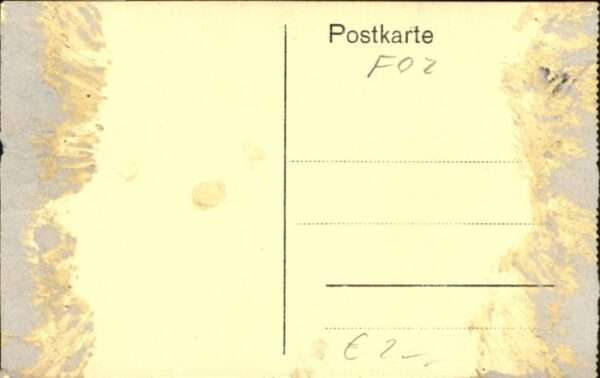 Postkarte
F02
€ 2,-